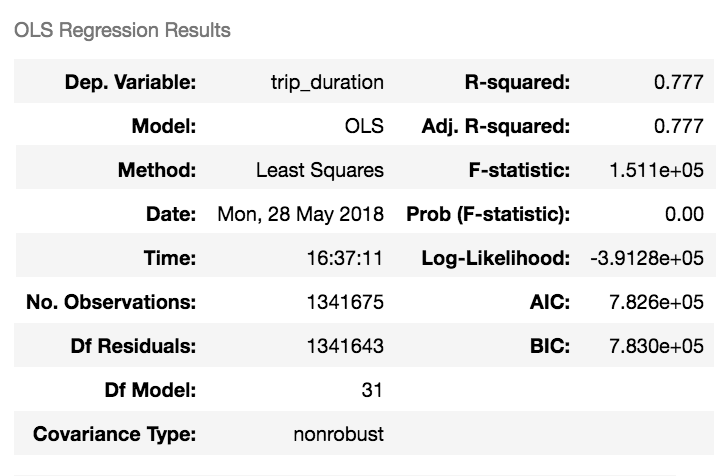 OLS Regression Results
Dep. Variable: trip_duration R-squared: 0.777
Model: OLS Adj. R-squared: 0.777
Method: Least Squares F-statistic: 1.511e+05
Date: Mon, 28 May 2018 Prob (F-statistic): 0.00
Time: 16:37:11 Log-Likelihood: -3.9128e+05
No. Observations: 1341675 AIC: 7.826e+05
Df Residuals: 1341643 BIC: 7.830e+05
Df Model: 31
Covariance Type: nonrobust